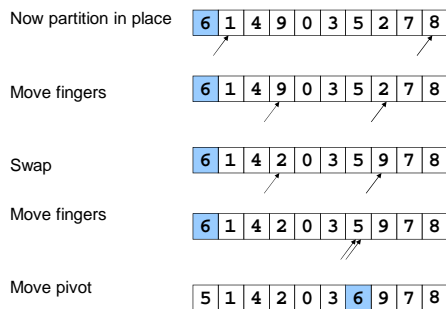 Now partition in place 6 1 4 9 0 3 5 2 7 8
Move fingers 6 1 4 9 0 3 5 2 7 8
Swap 6 1 4 2 0 3 5 9 7 8
Move fingers 6 1 4 2 0 3 5 9 7 8
Move pivot 5 1 4 2 0 3 6 9 7 8